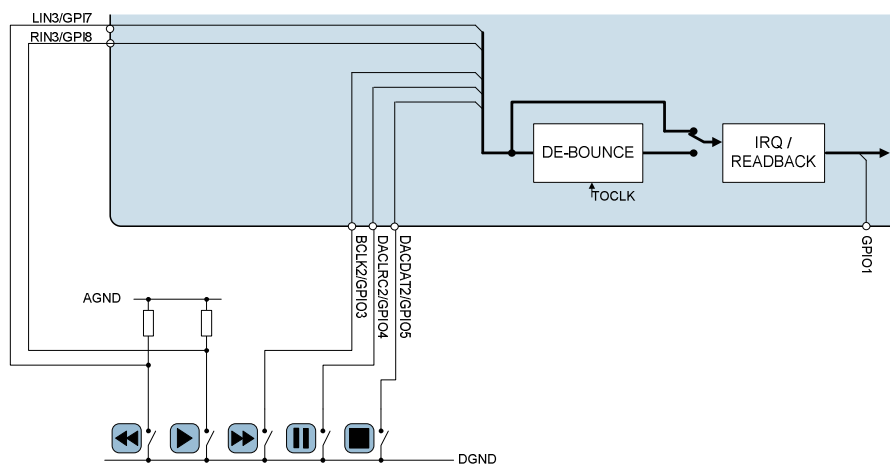 LIN3/GPI7
RIN3/GPI8
DE-BOUNCE
IRQ /
READBACK
TOCLK
BCLK2/GPIO3
DACLRC2/GPIO4
DACDAT2/GPIO5
GPIO1
AGND
DGND